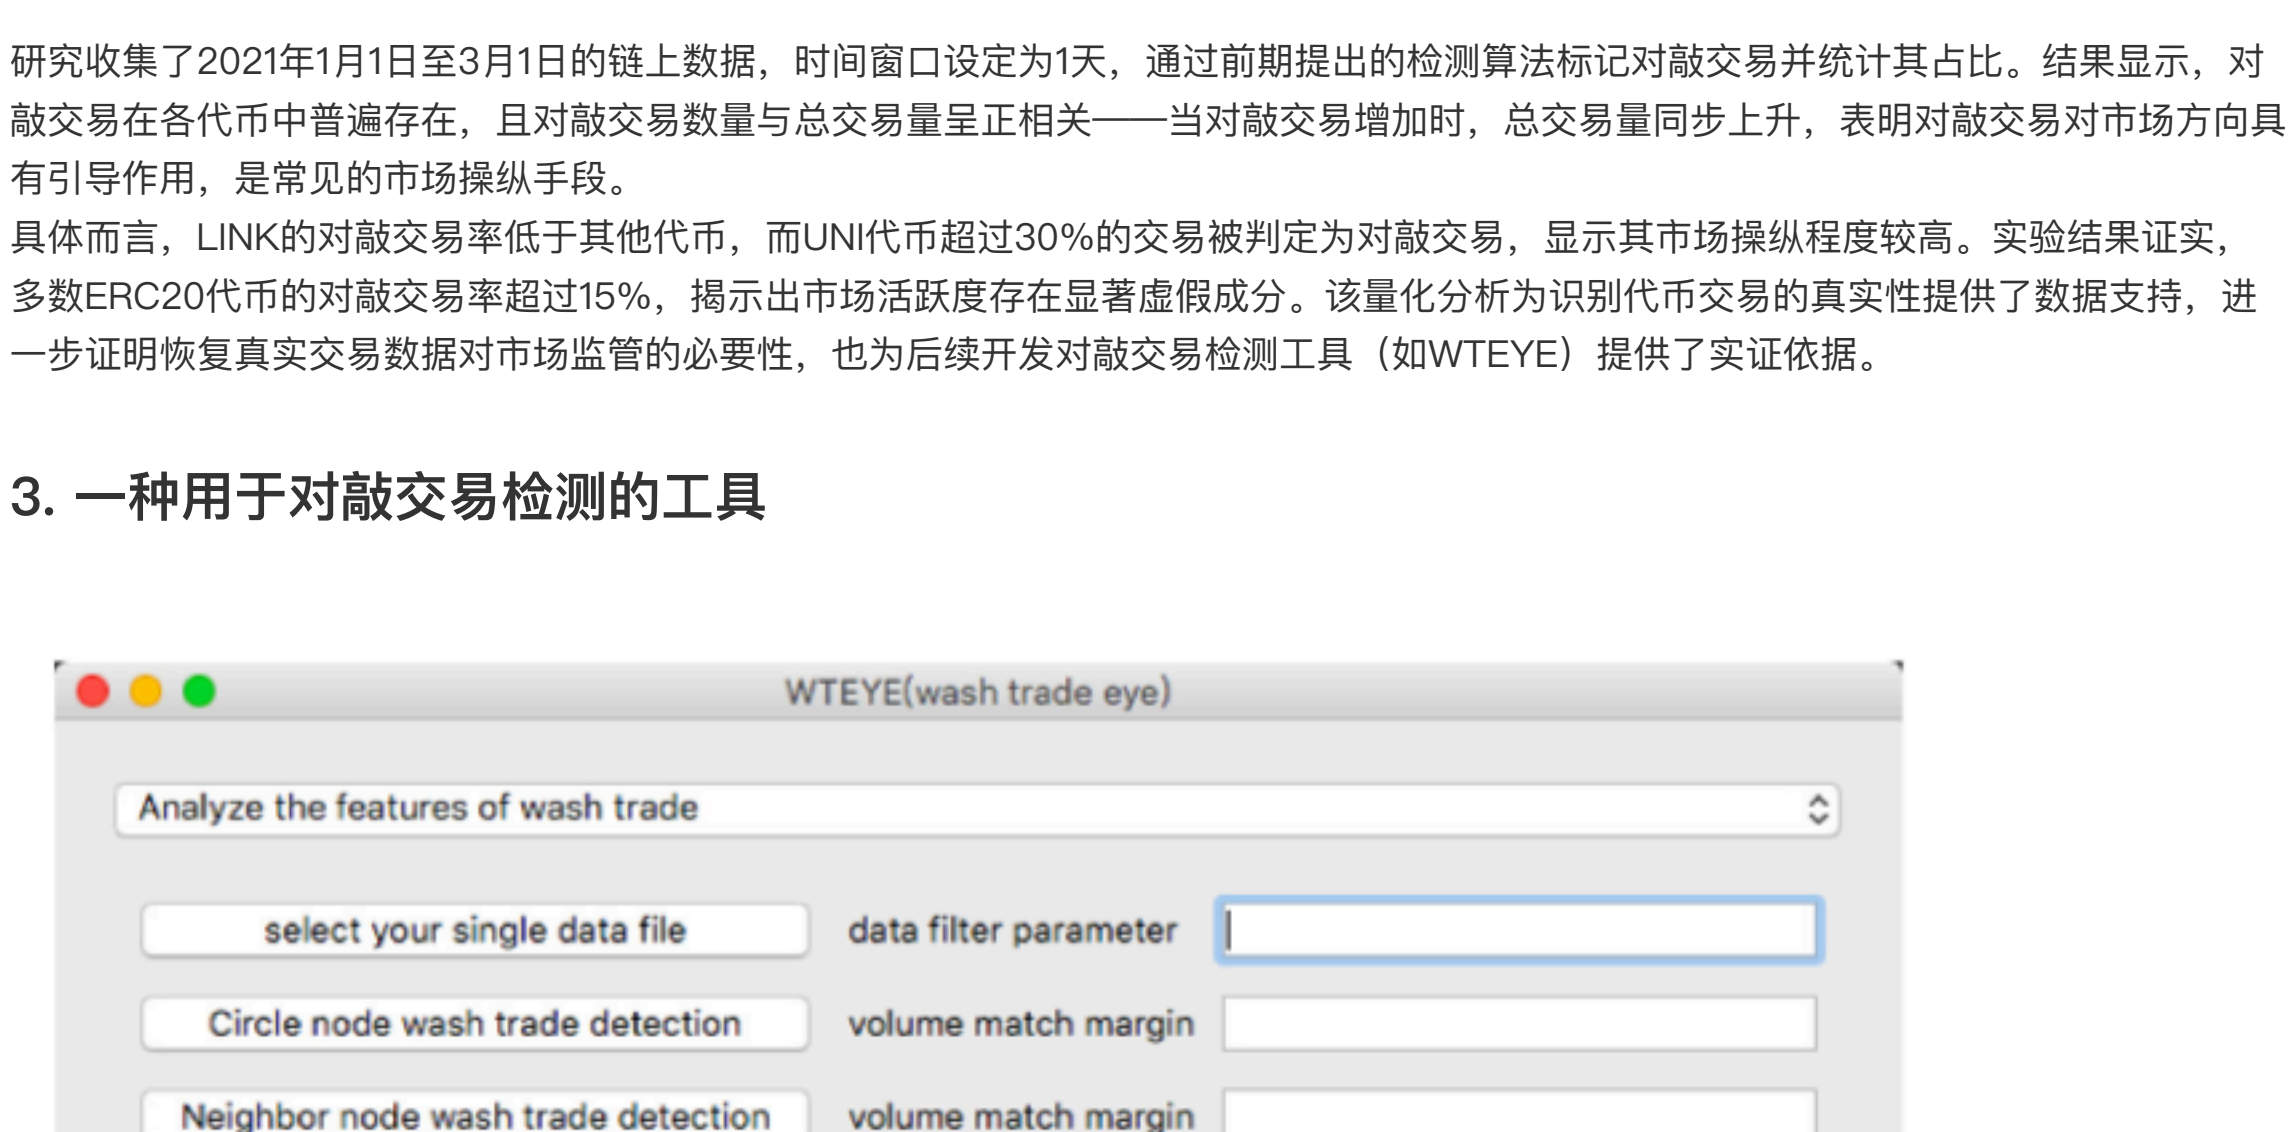 研究收集了2021年1月1日至3月1日的链上数据，时间窗口设定为1天，通过前期提出的检测算法标记对敲交易并统计其占比。结果显示，对
敲交易在各代币中普遍存在，且对敲交易数量与总交易量呈正相关——当对敲交易增加时，总交易量同步上升，表明对敲交易对市场方向具
有引导作用，是常见的市场操纵手段。
具体而言，LINK的对敲交易率低于其他代币，而UNI代币超过30%的交易被判定为对敲交易，显示其市场操纵程度较高。实验结果证实，
多数ERC20代币的对敲交易率超过15%，揭示出市场活跃度存在显著虚假成分。该量化分析为识别代币交易的真实性提供了数据支持，进
一步证明恢复真实交易数据对市场监管的必要性，也为后续开发对敲交易检测工具（如WTEYE）提供了实证依据。
3. 一种用于对敲交易检测的工具
WTEYE(wash trade eye)
Analyze the features of wash trade
select your single data file data filter parameter
Circle node wash trade detection volume match margin
Neighbor node wash trade detection volume match margin